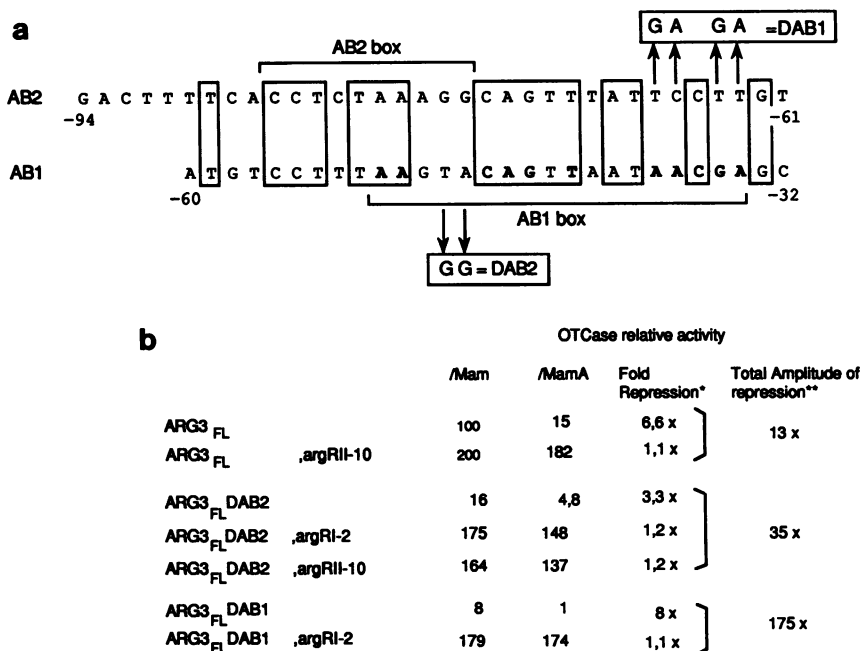 a
G A G A =DAB1
AB2 box
AB2 G A C T T T T C A C C T C T A A A G G C A G T T T A T T C C T T G T
-94 -61
AB1 A T G T C C T T T A A G T A C A G T T A A T A A C G A G C
-60 -32
AB1 box
G G = DAB2
b
OTCase relative activity
/Mam /MamA Fold Repression* Total Amplitude of repression**
ARG3FL 100 15 6,6 x 13 x
ARG3FL ,argRII-10 200 182 1,1 x
ARG3FLDAB2 16 4,8 3,3 x
ARG3FLDAB2 ,argRI-2 175 148 1,2 x 35 x
ARG3FLDAB2 ,argRII-10 164 137 1,2 x
ARG3FLDAB1 8 1 8 x 175 x
ARG3FLDAB1 ,argRI-2 179 174 1,1 x